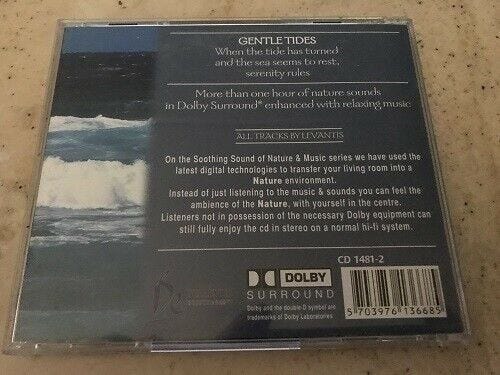 GENTLE TIDES
When the tide has turned
and the sea seems to rest,
serenity rules
More than one hour of nature sounds
in Dolby Surround* enhanced with relaxing music
ALL TRACKS BY LEVANTIS
On the Soothing Sound of Nature & Music series we have used the
latest digital technologies to transfer your living room into a
Nature environment.
Instead of just listening to the music & sounds you can feel the
ambience of the Nature, with yourself in the centre.
Listeners not in possession of the necessary Dolby equipment can
still fully enjoy the cd in stereo on a normal hi-fi system.
CD 1481-2
DOLBY
SURROUND
Dolby and the double-D symbol are
trademarks of Dolby Laboratories
5 703976 136685